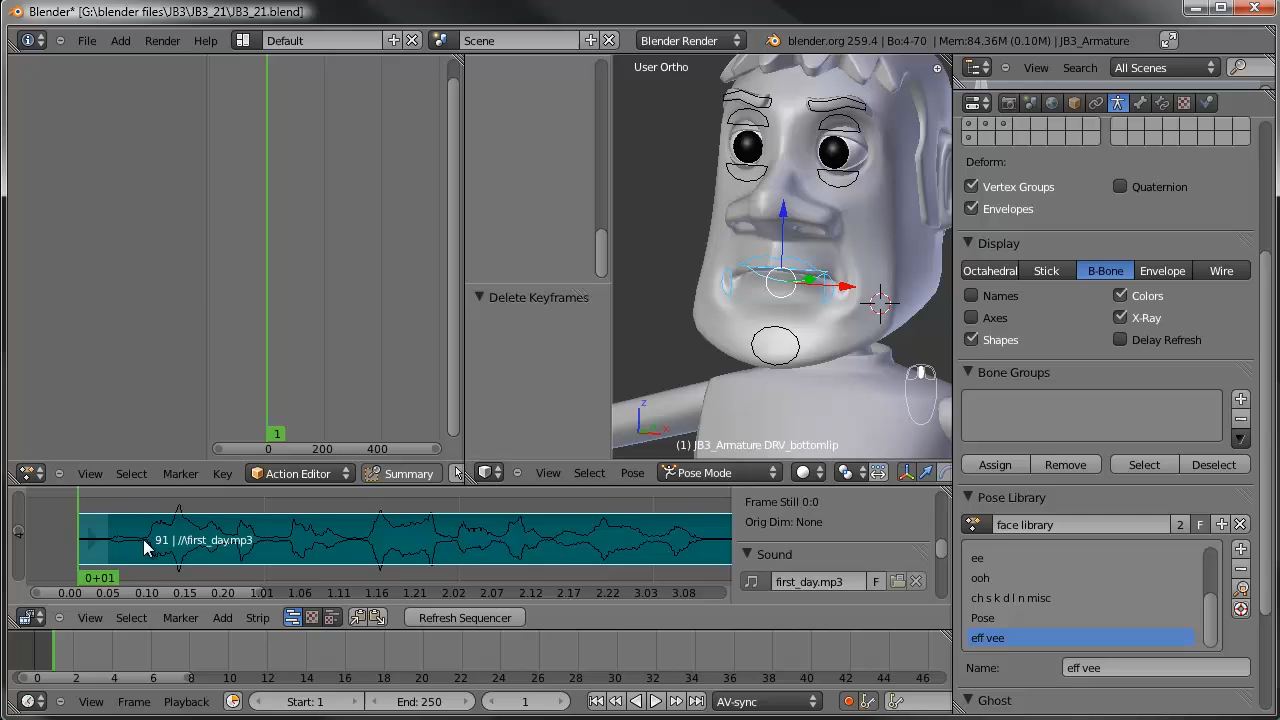 Blender* [G:\blender files\JB3\JB3_21\JB3_21.blend]
File Add Render Help Default Scene Blender Render blender.org 259.4 | Bo:4-70 | Mem:84.36M (0.10M) | JB3_Armature
User Ortho
View Search All Scenes
Deform:
Vertex Groups Quaternion
Envelopes
Display
Octahedral Stick B-Bone Envelope Wire
Names Colors
Axes X-Ray
Shapes Delay Refresh
Delete Keyframes
Bone Groups
Assign Remove Select Deselect
1
0 200 400
(1) JB3_Armature DRV_bottomlip
View Select Marker Key Action Editor Summary
View Select Pose Pose Mode
Pose Library
face library 2 F
ee
ooh
ch s k d l n misc
Pose
eff vee
Name: eff vee
Ghost
91 | //\first_day.mp3
0+01
0.00 0.05 0.10 0.15 0.20 1.01 1.06 1.11 1.16 1.21 2.02 2.07 2.12 2.17 2.22 3.03 3.08
Frame Still 0:0
Orig Dim: None
Sound
first_day.mp3 F
View Select Marker Add Strip Refresh Sequencer
0 2 4 6 8 10 12 14 16 18 20 22 24 26 28 30 32 34 36 38 40 42 44 46
View Frame Playback Start: 1 End: 250 1 AV-sync